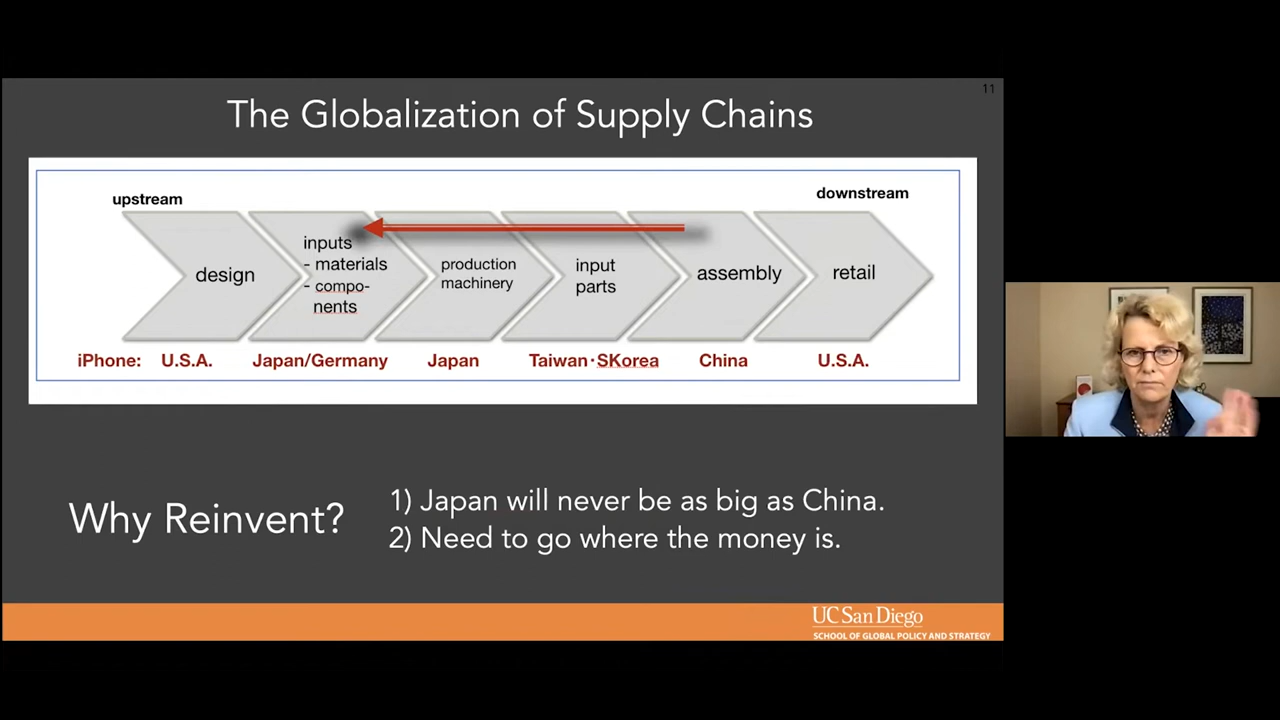 11
The Globalization of Supply Chains
upstream
downstream
design
inputs
- materials
- compo-
nents
production
machinery
input
parts
assembly
retail
iPhone: U.S.A. Japan/Germany Japan Taiwan·SKorea China U.S.A.
Why Reinvent?
1) Japan will never be as big as China.
2) Need to go where the money is.
UC San Diego
SCHOOL OF GLOBAL POLICY AND STRATEGY